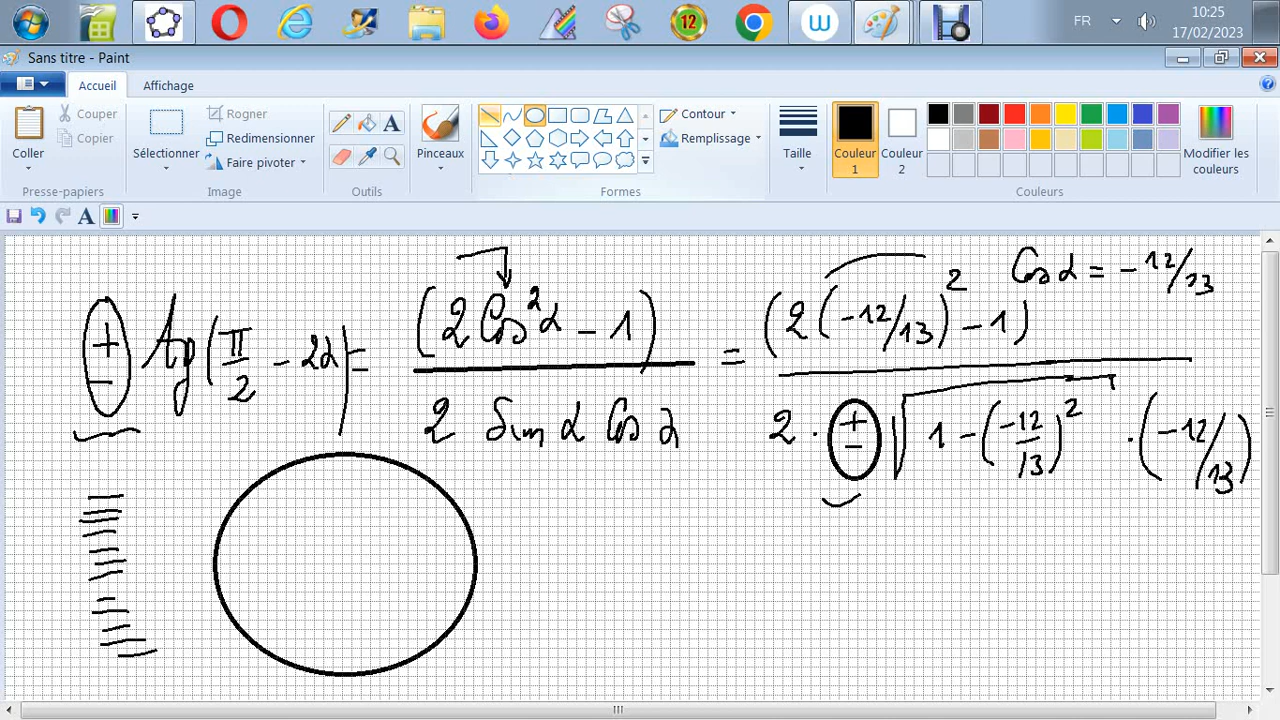 12
W
FR
10:25
17/02/2023
Sans titre - Paint
Accueil
Affichage
Coller
Couper
Copier
Presse-papiers
Sélectionner
Rogner
Redimensionner
Faire pivoter
Image
A
Outils
Pinceaux
Contour
Remplissage
Formes
Taille
Couleur 1
Couleur 2
Modifier les couleurs
Couleurs
A
Cos α = -12/13
± tg(π/2 - 2α) = (2 Cos²α - 1) / 2 sin α Cos α = (2(-12/13)² - 1) / 2 · ± √1 - (-12/13)² · (-12/13)